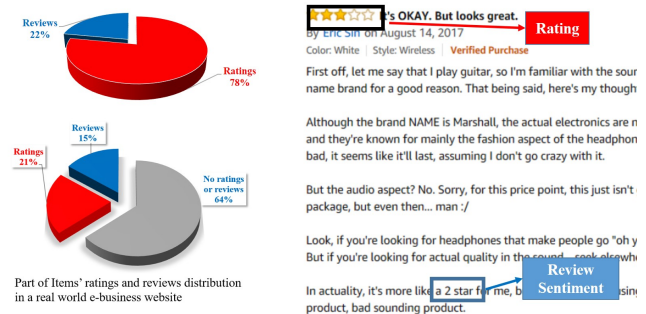 Reviews
22%
Ratings
78%
Reviews
15%
Ratings
21%
No ratings
or reviews
64%
Part of Items' ratings and reviews distribution
in a real world e-business website
It's OKAY. But looks great.
Rating
By Eric Sin on August 14, 2017
Color: White | Style: Wireless | Verified Purchase
First off, let me say that I play guitar, so I'm familiar with the
name brand for a good reason. That being said, here's my
Although the brand NAME is Marshall, the actual electronics are
and they're known for mainly the fashion aspect of the
bad, it seems like it'll last, assuming I don't go crazy with it.
But the audio aspect? No. Sorry, for this price point, this just isn't
package, but even then... man :/
Look, if you're looking for headphones that make people go "oh
But if you're looking for actual quality in the sound
Review
Sentiment
In actuality, it's more like a 2 star for me,
product, bad sounding product.